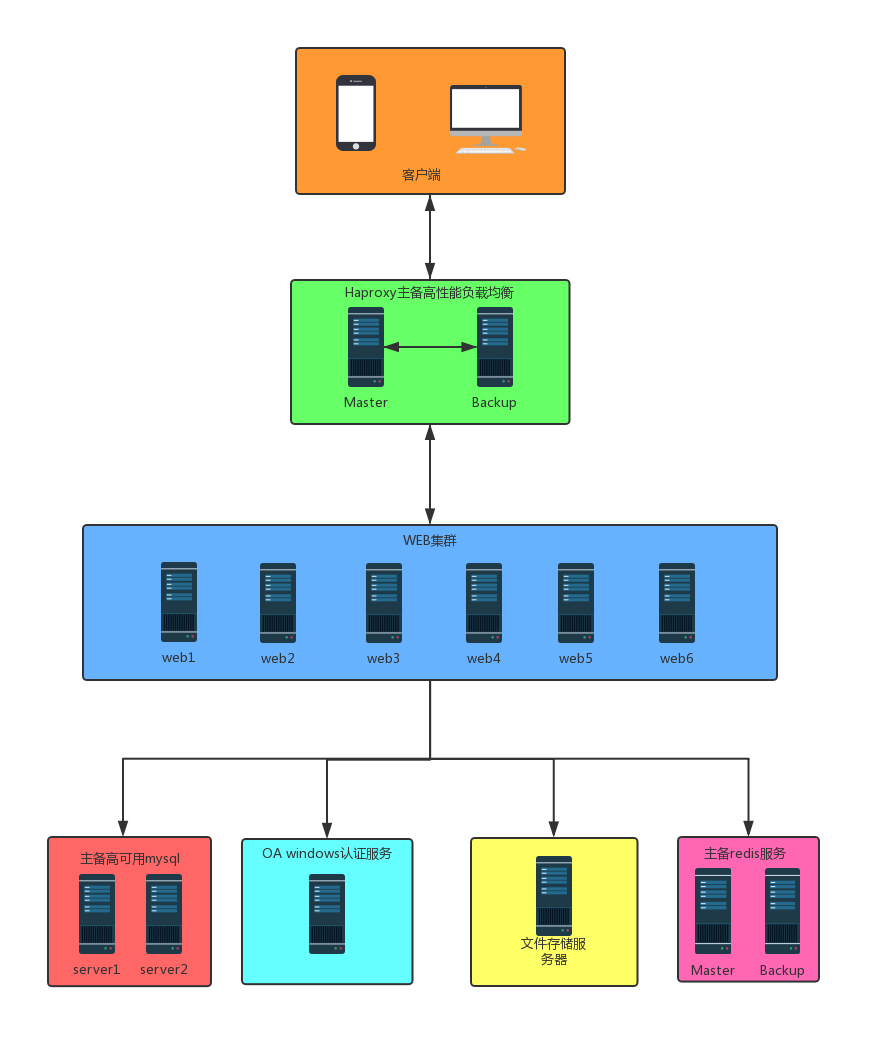 客户端
Haproxy主备高性能负载均衡
Master
Backup
WEB集群
web1
web2
web3
web4
web5
web6
主备高可用mysql
server1
server2
OA windows认证服务
文件存储服
务器
主备redis服务
Master
Backup